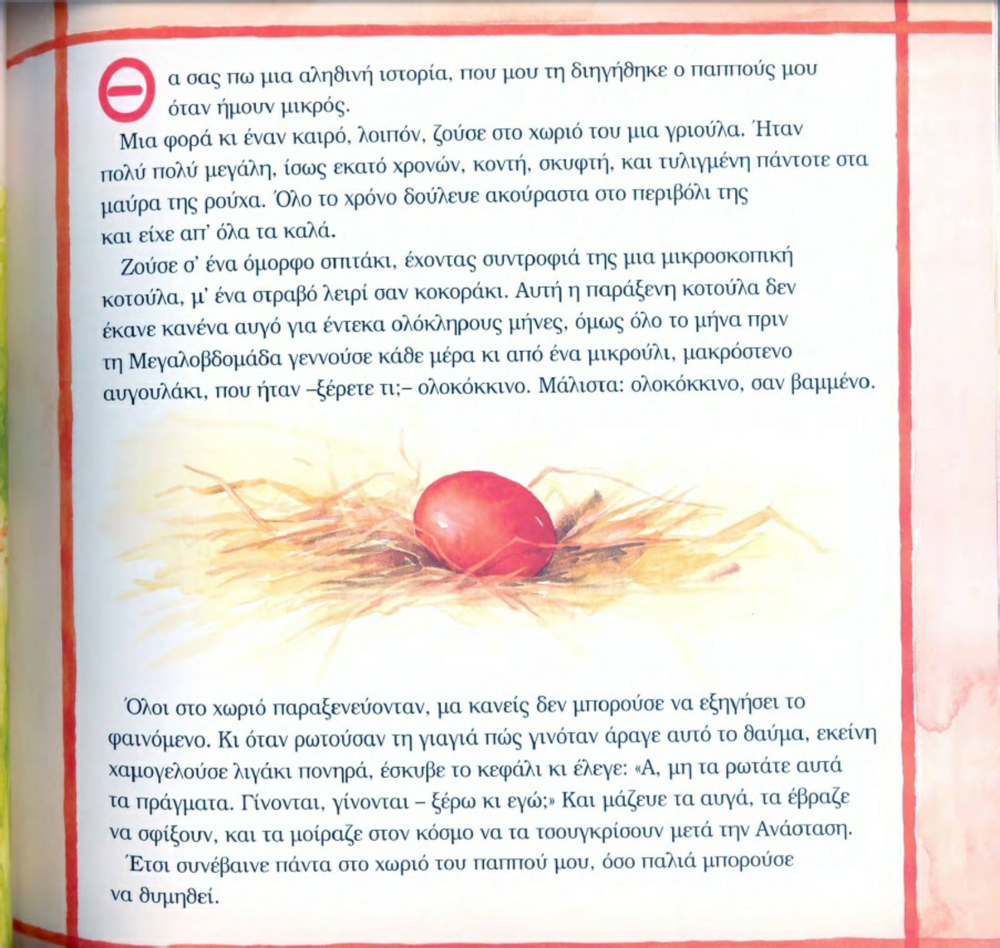 Θα σας πω μια αληθινή ιστορία, που μου τη διηγήθηκε ο παππούς μου
όταν ήμουν μικρός.
Μια φορά κι έναν καιρό, λοιπόν, ζούσε στο χωριό του μια γριούλα. Ήταν
πολύ πολύ μεγάλη, ίσως εκατό χρονών, κοντή, σκυφτή, και τυλιγμένη πάντοτε στα
μαύρα της ρούχα. Όλο το χρόνο δούλευε ακούραστα στο περιβόλι της
και είχε απ’ όλα τα καλά.
Ζούσε σ’ ένα όμορφο σπιτάκι, έχοντας συντροφιά της μια μικροσκοπική
κοτούλα, μ’ ένα στραβό λειρί σαν κοκοράκι. Αυτή η παράξενη κοτούλα δεν
έκανε κανένα αυγό για έντεκα ολόκληρους μήνες, όμως όλο το μήνα πριν
τη Μεγαλοβδομάδα γεννούσε κάθε μέρα κι από ένα μικρούλι, μακρόστενο
αυγουλάκι, που ήταν –ξέρετε τι;– ολοκόκκινο. Μάλιστα: ολοκόκκινο, σαν βαμμένο.
Όλοι στο χωριό παραξενεύονταν, μα κανείς δεν μπορούσε να εξηγήσει το
φαινόμενο. Κι όταν ρωτούσαν τη γιαγιά πώς γινόταν άραγε αυτό το θαύμα, εκείνη
χαμογελούσε λιγάκι πονηρά, έσκυβε το κεφάλι κι έλεγε: «Α, μη τα ρωτάτε αυτά
τα πράγματα. Γίνονται, γίνονται – ξέρω κι εγώ;» Και μάζευε τα αυγά, τα έβραζε
να σφίξουν, και τα μοίραζε στον κόσμο να τα τσουγκρίσουν μετά την Ανάσταση.
Έτσι συνέβαινε πάντα στο χωριό του παππού μου, όσο παλιά μπορούσε
να θυμηθεί.